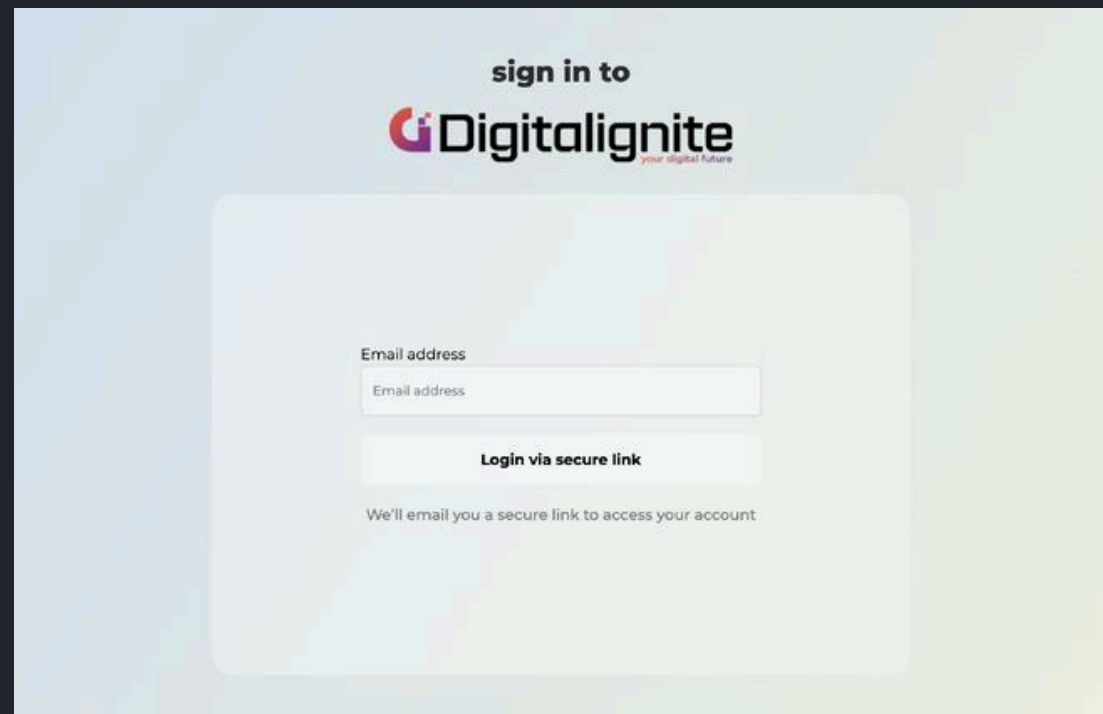 sign in to
Digitalignite
your digital future
Email address
Email address
Login via secure link
We'll email you a secure link to access your account